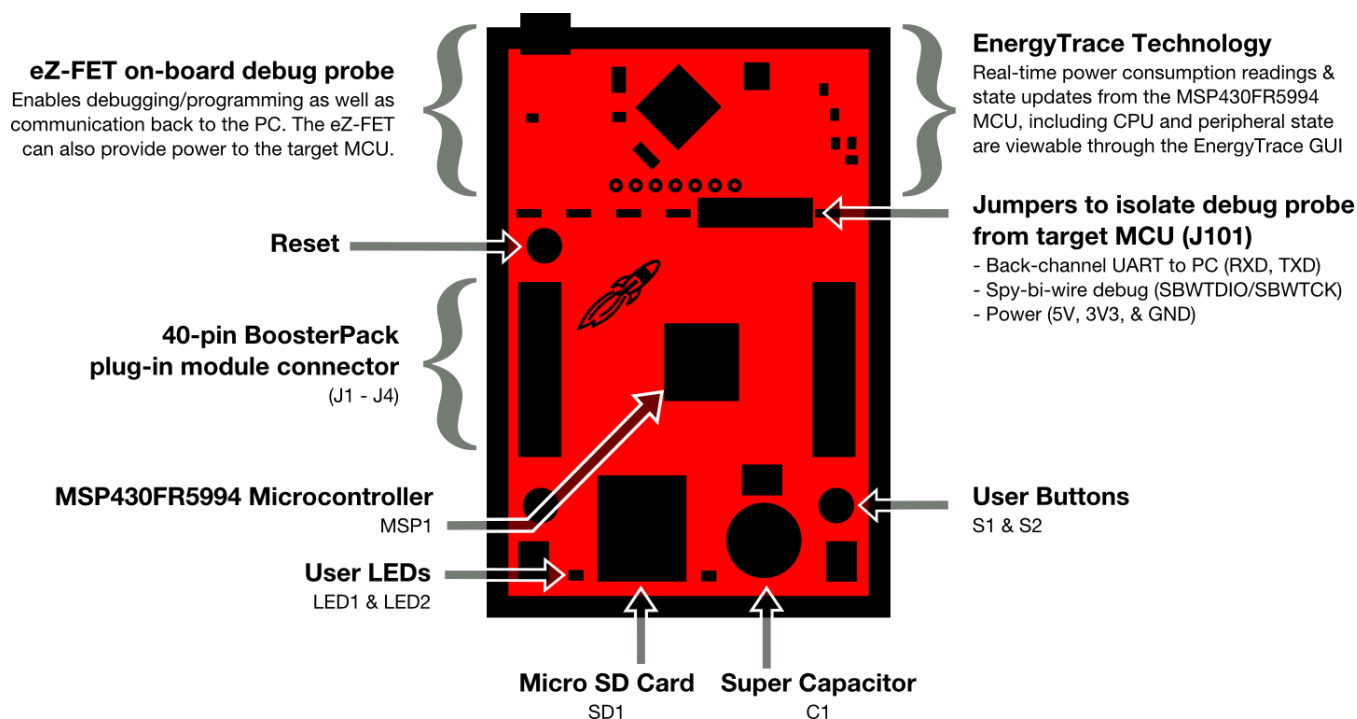 eZ-FET on-board debug probe
Enables debugging/programming as well as
communication back to the PC. The eZ-FET
can also provide power to the target MCU.
EnergyTrace Technology
Real-time power consumption readings &
state updates from the MSP430FR5994
MCU, including CPU and peripheral state
are viewable through the EnergyTrace GUI
Reset
Jumpers to isolate debug probe
from target MCU (J101)
- Back-channel UART to PC (RXD, TXD)
- Spy-bi-wire debug (SBWTDIO/SBWTCK)
- Power (5V, 3V3, & GND)
40-pin BoosterPack
plug-in module connector
(J1 - J4)
MSP430FR5994 Microcontroller
MSP1
User Buttons
S1 & S2
User LEDs
LED1 & LED2
Micro SD Card
SD1
Super Capacitor
C1